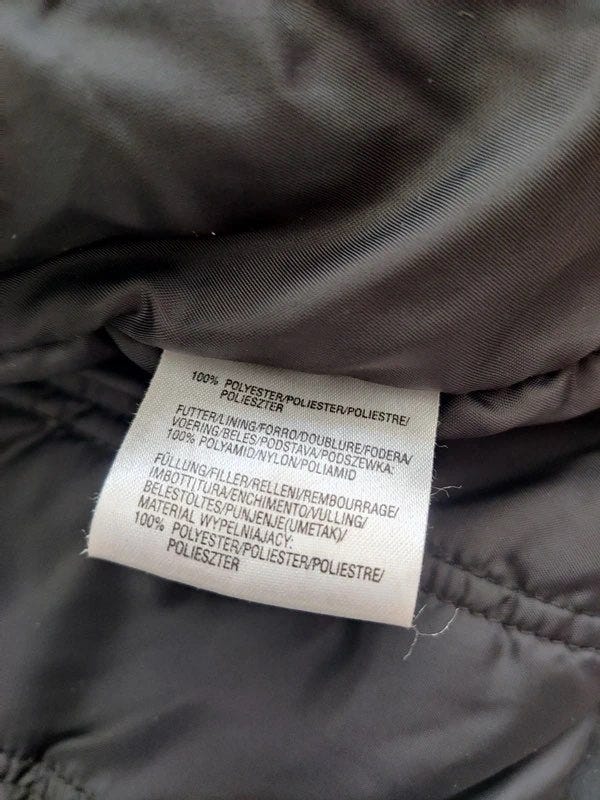 100% POLYESTER/POLIESTER/POLIESTRE/
POLIESZTER
FUTTER/LINING/FORRO/DOUBLURE/FODERA/
VOERING/BELES/PODSTAVA/PODSZEWKA:
100% POLYAMID/NYLON/POLIAMID
FÜLLUNG/FILLER/RELLENI/REMBOURRAGE/
IMBOTTITURA/ENCHIMENTO/VULLING/
BELESTOLTES/PUNJENJE(UMETAK)/
MATERIAL WYPELNIAJACY:
100% POLYESTER/POLIESTER/POLIESTRE/
POLIESZTER